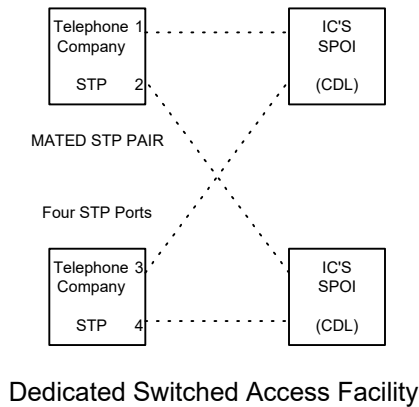 Telephone 1
Company
STP 2
IC'S
SPOI
(CDL)
MATED STP PAIR
Four STP Ports
Telephone 3
Company
STP 4
IC'S
SPOI
(CDL)
Dedicated Switched Access Facility